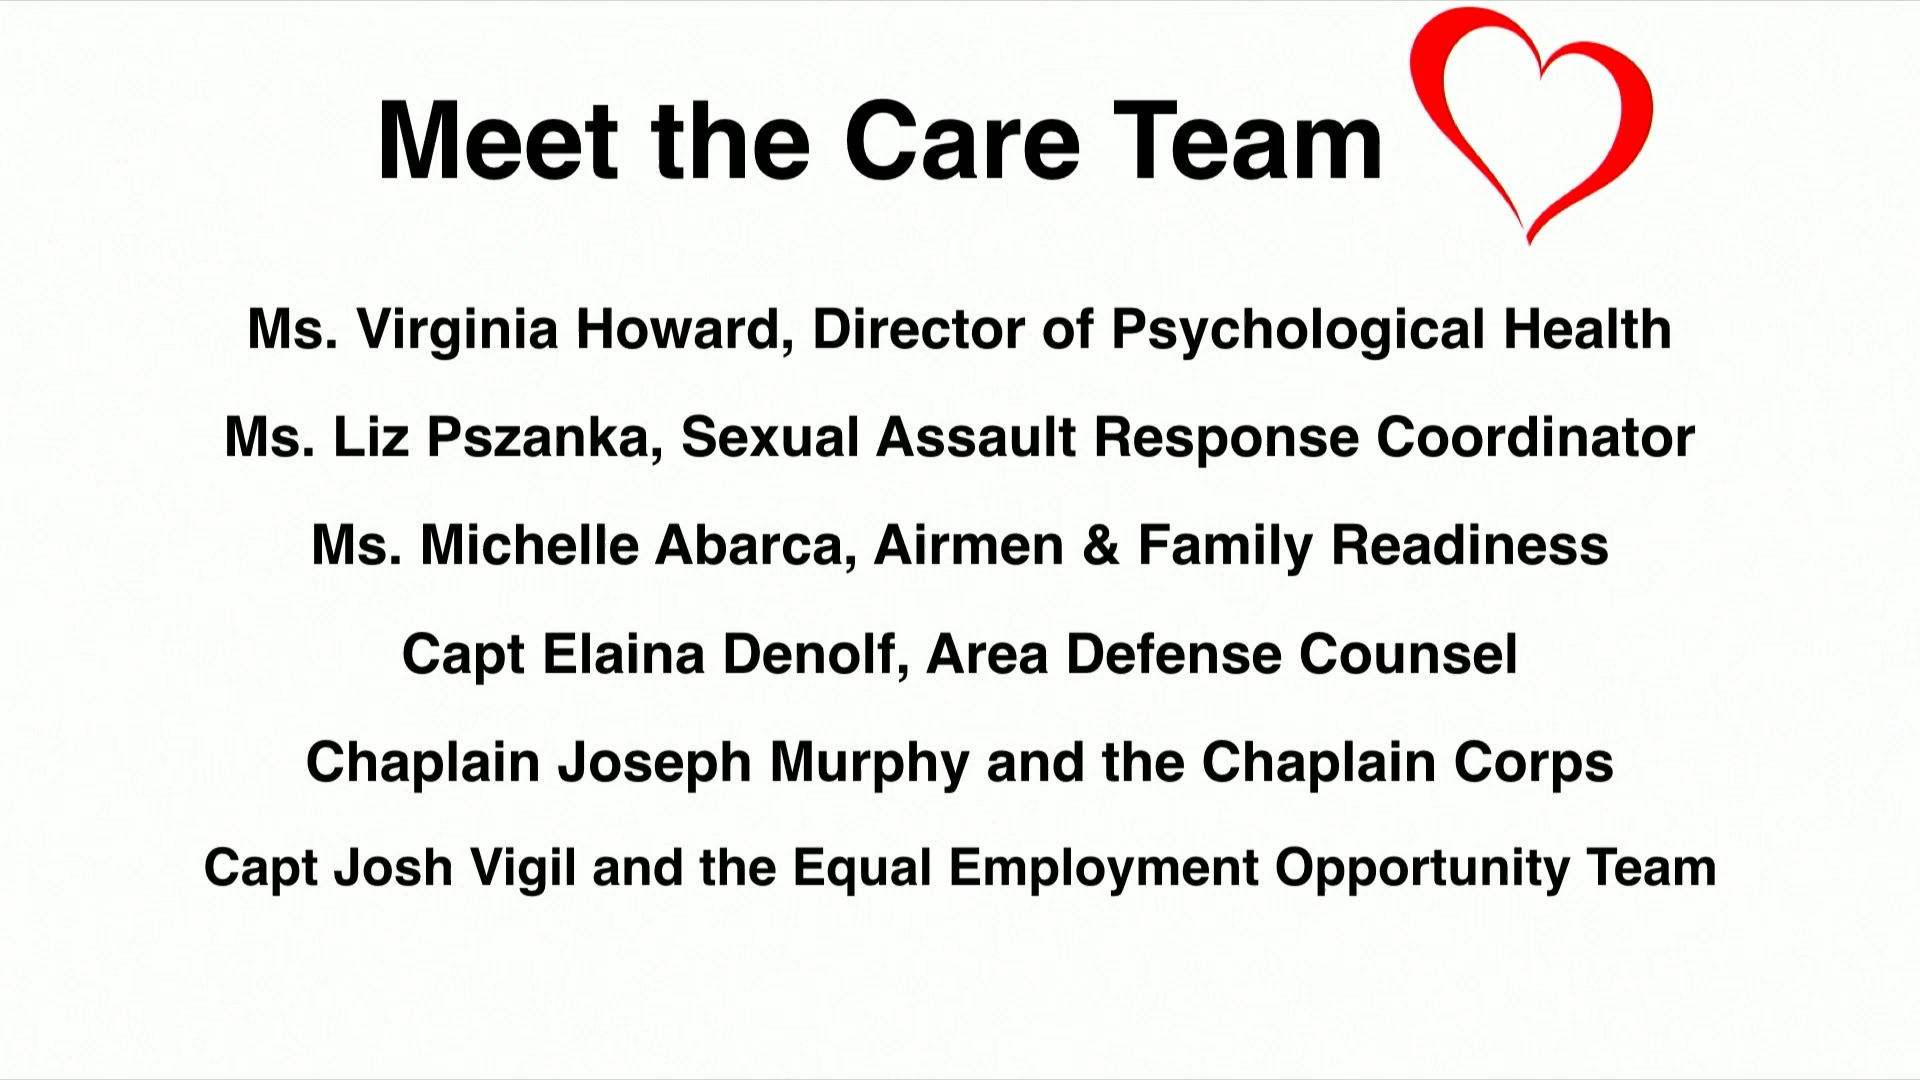 Meet the Care Team
Ms. Virginia Howard, Director of Psychological Health
Ms. Liz Pszanka, Sexual Assault Response Coordinator
Ms. Michelle Abarca, Airmen & Family Readiness
Capt Elaina Denolf, Area Defense Counsel
Chaplain Joseph Murphy and the Chaplain Corps
Capt Josh Vigil and the Equal Employment Opportunity Team